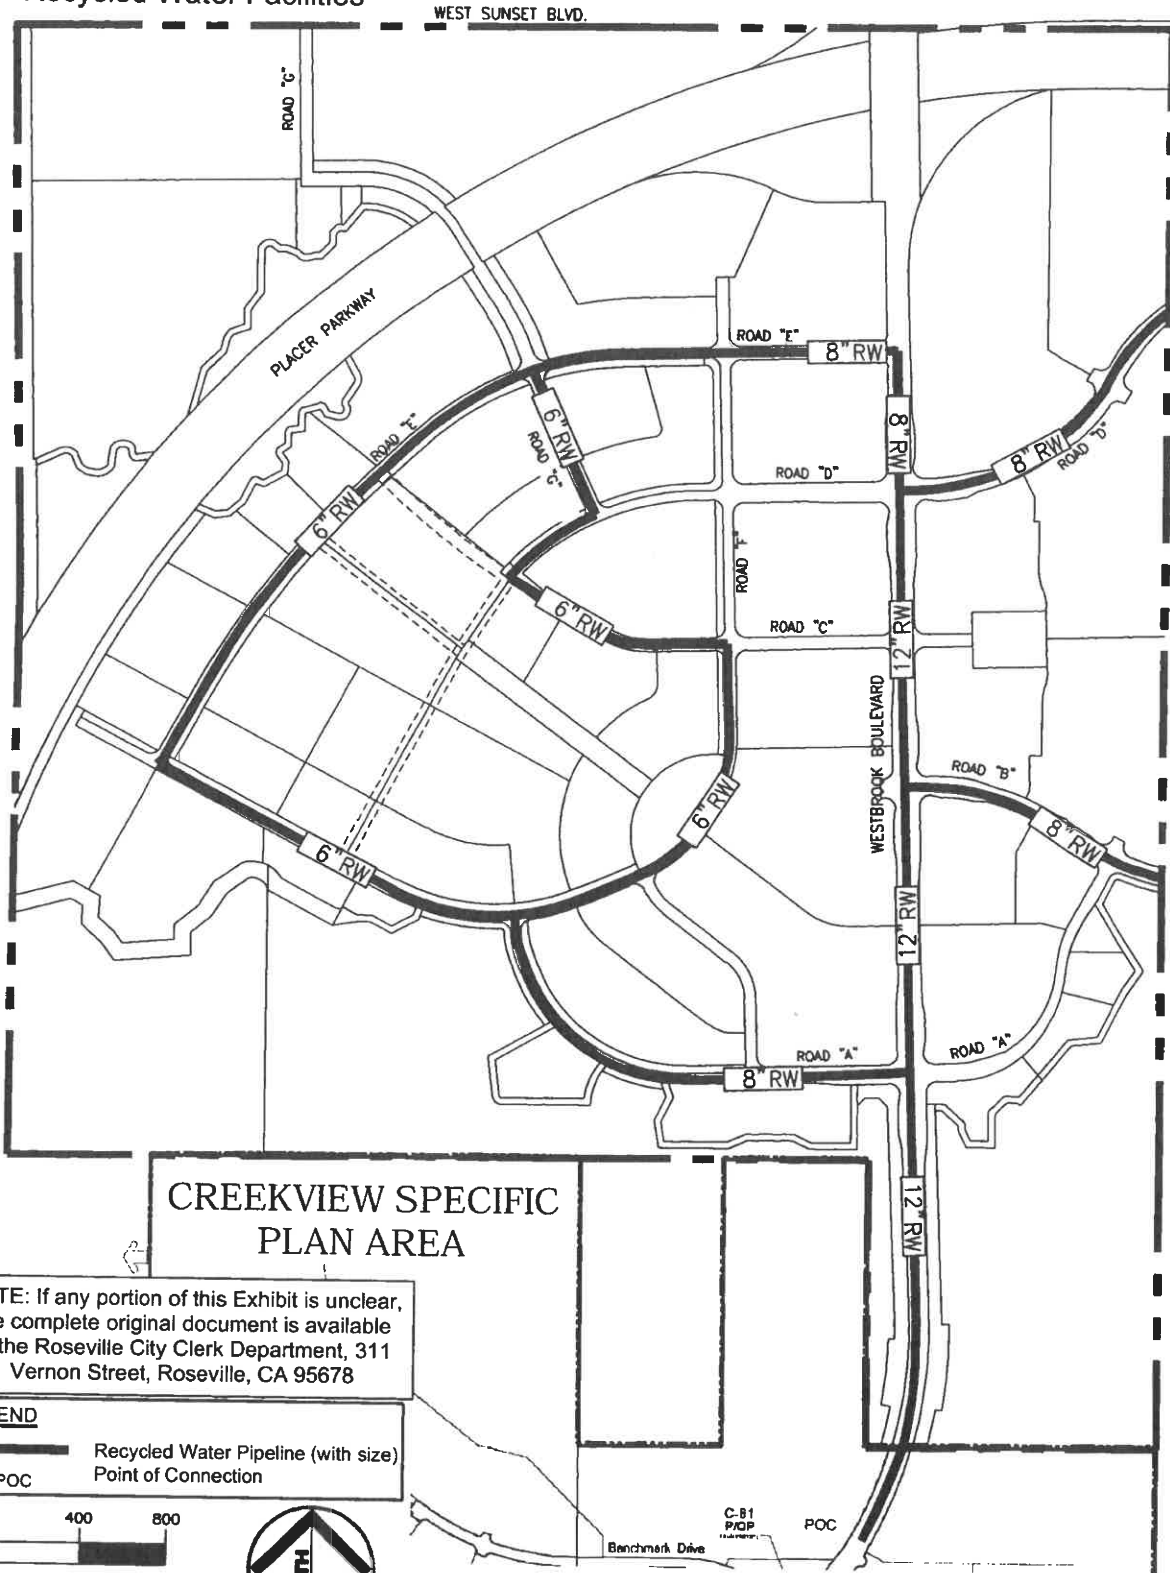 Recycled Water Facilities
WEST SUNSET BLVD.
ROAD "G"
PLACER PARKWAY
ROAD "E"
8" RW
ROAD "E"
6" RW
ROAD "G"
8" RW
ROAD "D"
8" RW
ROAD "D"
6" RW
ROAD "F"
6" RW
ROAD "C"
12" RW
WESTBROOK BOULEVARD
ROAD "B"
6" RW
8" RW
6" RW
12" RW
ROAD "A"
ROAD "A"
8" RW
12" RW
CREEKVIEW SPECIFIC
PLAN AREA
TE: If any portion of this Exhibit is unclear,
e complete original document is available
the Roseville City Clerk Department, 311
Vernon Street, Roseville, CA 95678
END
Recycled Water Pipeline (with size)
POC Point of Connection
400 800
C-81
P/QP
POC
Benchmark Drive